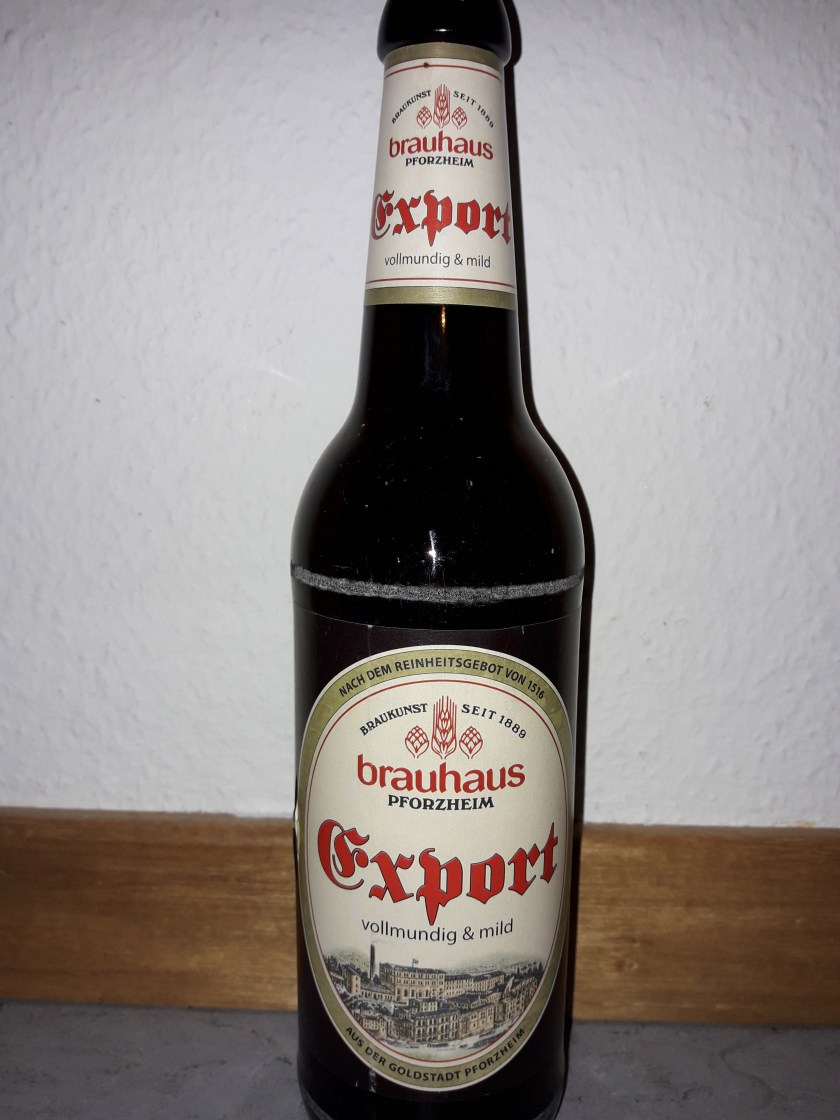 BRAUKUNST SEIT 1889
brauhaus
PFORZHEIM
Export
vollmundig & mild
NACH DEM REINHEITSGEBOT VON 1516
BRAUKUNST SEIT 1889
brauhaus
PFORZHEIM
Export
vollmundig & mild
AUS DER GOLDSTADT PFORZHEIM